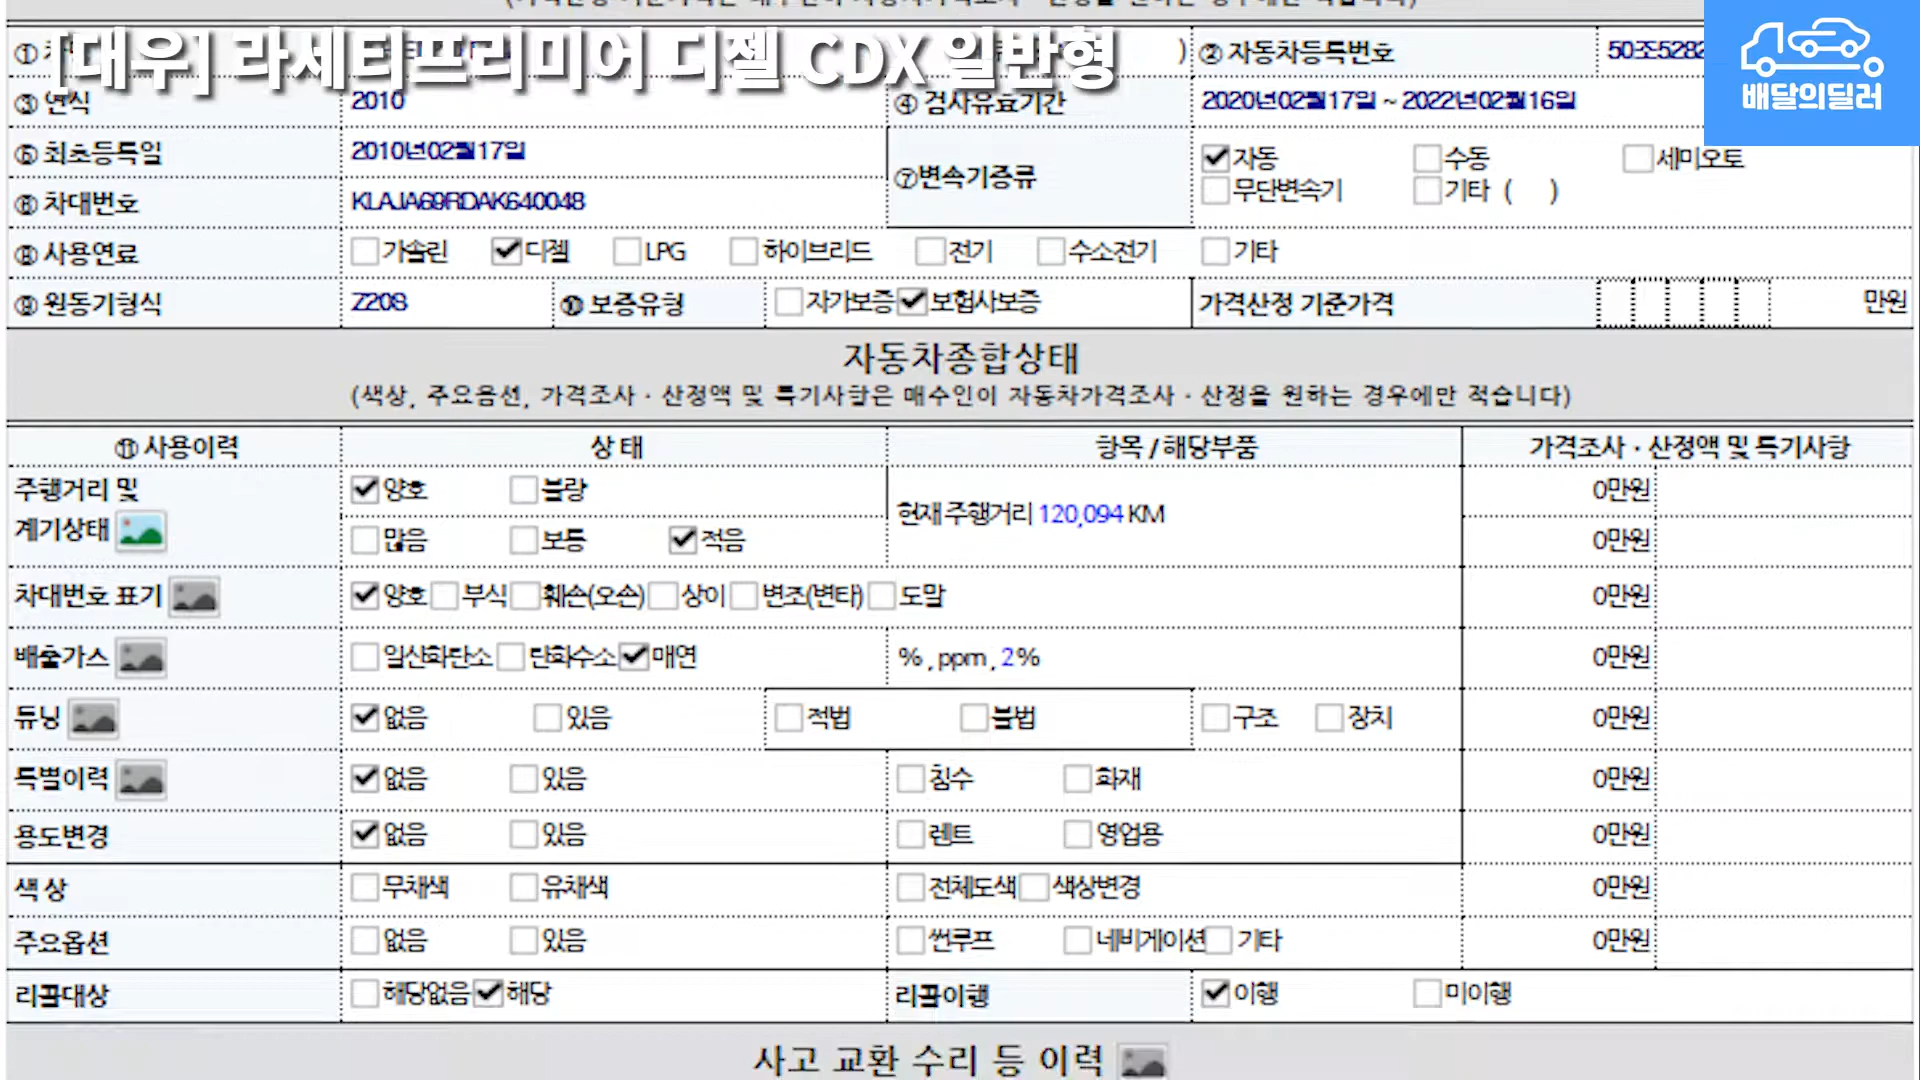 [대우] 라세티프리미어 디젤 CDX 일반형
배달의딜러
② 자동차등록번호 50조5282
③ 연식 2010 ④ 검사유효기간 2020년02월17일 ~ 2022년02월16일
⑤ 최초등록일 2010년02월17일 ⑦변속기종류 자동 수동 세미오토
무단변속기 기타 ( )
⑥ 차대번호 KLAJA69RDAK640048
⑧ 사용연료 가솔린 디젤 LPG 하이브리드 전기 수소전기 기타
⑨ 원동기형식 Z20S ⑩ 보증유형 자가보증 보험사보증 가격산정 기준가격 만원
자동차종합상태
(색상, 주요옵션, 가격조사 · 산정액 및 특기사항은 매수인이 자동차가격조사 · 산정을 원하는 경우에만 적습니다)
⑪ 사용이력 상 태 항목 / 해당부품 가격조사 · 산정액 및 특기사항
주행거리 및 계기상태 양호 불량 현재 주행거리 120,094 KM 0만원
많음 보통 적음 0만원
차대번호 표기 양호 부식 훼손(오손) 상이 변조(변타) 도말 0만원
배출가스 일산화탄소 탄화수소 매연 % , ppm , 2% 0만원
튜닝 없음 있음 적법 불법 구조 장치 0만원
특별이력 없음 있음 침수 화재 0만원
용도변경 없음 있음 렌트 영업용 0만원
색 상 무채색 유채색 전체도색 색상변경 0만원
주요옵션 없음 있음 썬루프 네비게이션 기타 0만원
리콜대상 해당없음 해당 리콜이행 이행 미이행
사고 교환 수리 등 이력